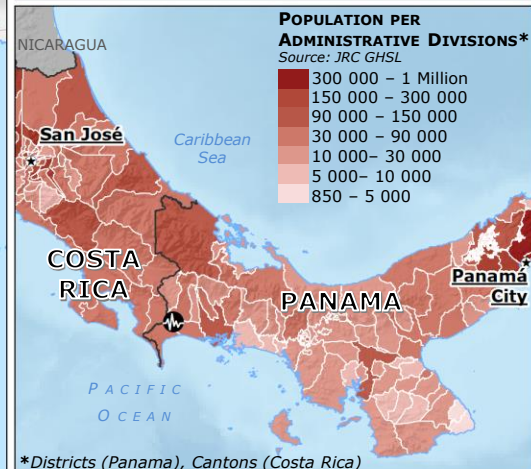 POPULATION PER
ADMINISTRATIVE DIVISIONS*
Source: JRC GHSL
300 000 – 1 Million
150 000 – 300 000
90 000 – 150 000
30 000 – 90 000
10 000– 30 000
5 000– 10 000
850 – 5 000
NICARAGUA
San José
Caribbean
Sea
COSTA
RICA
PANAMA
Panamá
City
PACIFIC
OCEAN
*Districts (Panama), Cantons (Costa Rica)